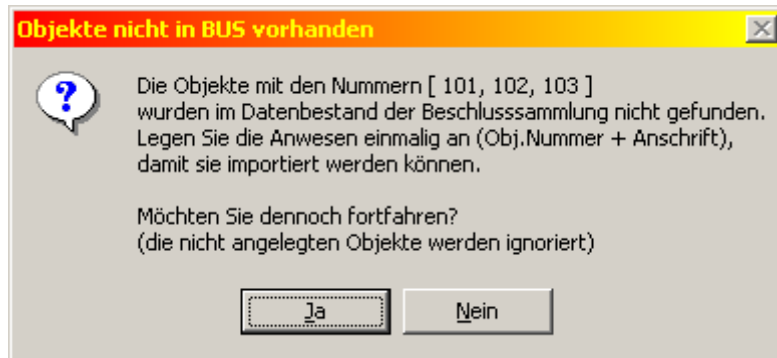 Objekte nicht in BUS vorhanden
Die Objekte mit den Nummern [ 101, 102, 103 ]
wurden im Datenbestand der Beschlusssammlung nicht gefunden.
Legen Sie die Anwesen einmalig an (Obj.Nummer + Anschrift),
damit sie importiert werden können.
Möchten Sie dennoch fortfahren?
(die nicht angelegten Objekte werden ignoriert)
Ja
Nein